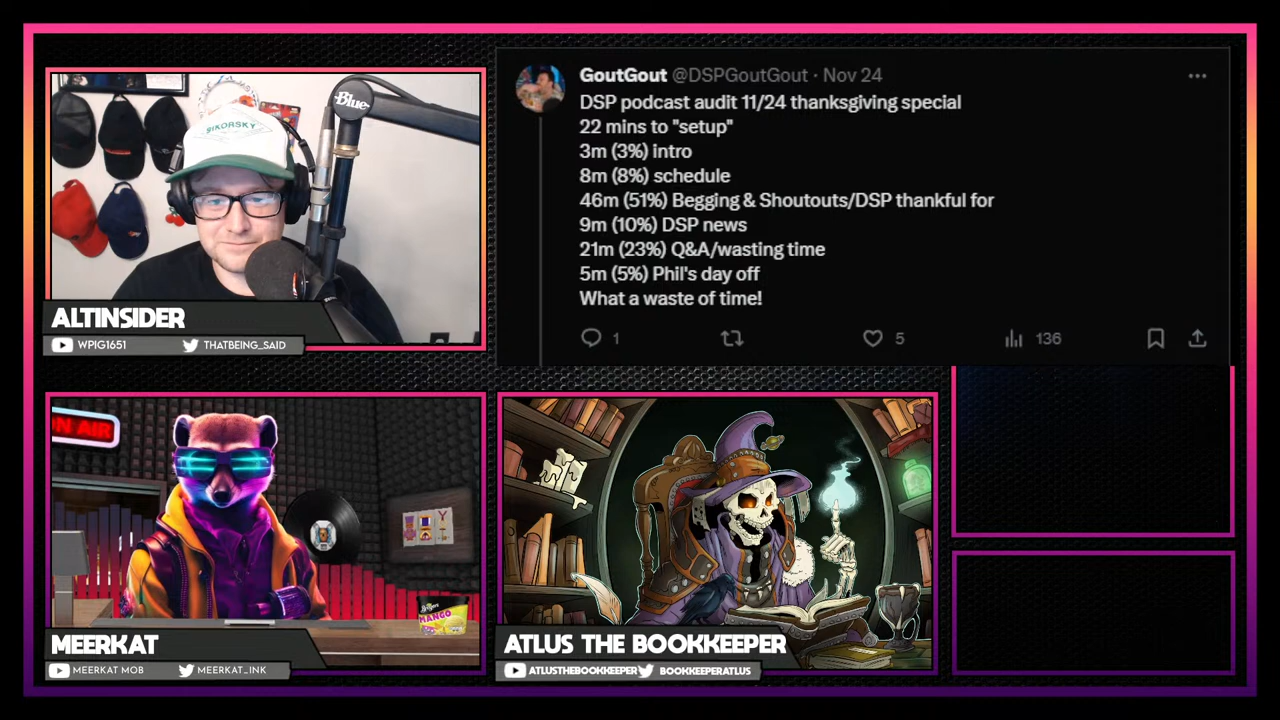 GoutGout @DSPGoutGout · Nov 24
DSP podcast audit 11/24 thanksgiving special
22 mins to "setup"
3m (3%) intro
8m (8%) schedule
46m (51%) Begging & Shoutouts/DSP thankful for
9m (10%) DSP news
21m (23%) Q&A/wasting time
5m (5%) Phil's day off
What a waste of time!
1
5
136
SIKORSKY
Blue
ALTINSIDER
WPIG1651
THATBEING_SAID
N AIR
MANGO
MEERKAT
MEERKAT MOB
MEERKAT_INK
ATLUS THE BOOKKEEPER
ATLUSTHEBOOKKEEPER
BOOKKEEPERATLUS